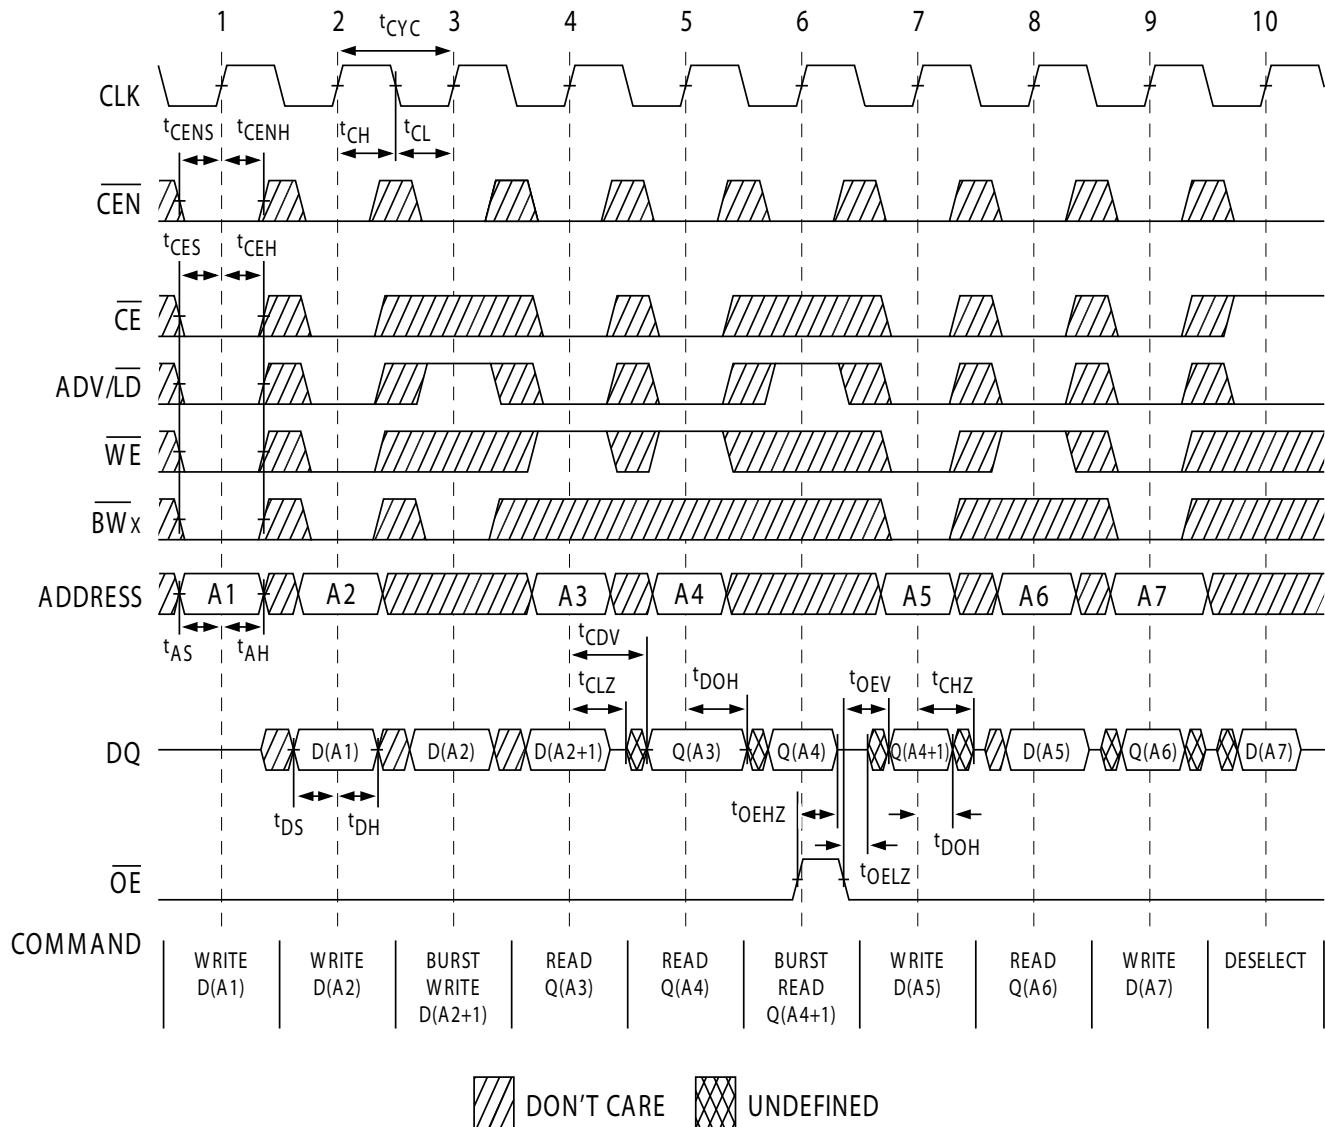 1 2 3 4 5 6 7 8 9 10
tCYC
CLK
tCENS tCENH tCH tCL
CEN
tCES tCEH
CE
ADV/LD
WE
BWx
ADDRESS A1 A2 A3 A4 A5 A6 A7
tAS tAH tCDV
tCLZ tDOH tOEV tCHZ
DQ D(A1) D(A2) D(A2+1) Q(A3) Q(A4) Q(A4+1) D(A5) Q(A6) D(A7)
tDS tDH tOEHZ tDOH
tOELZ
OE
COMMAND
WRITE WRITE BURST READ READ BURST WRITE READ WRITE DESELECT
D(A1) D(A2) WRITE Q(A3) Q(A4) READ D(A5) Q(A6) D(A7)
D(A2+1) Q(A4+1)
DON'T CARE UNDEFINED